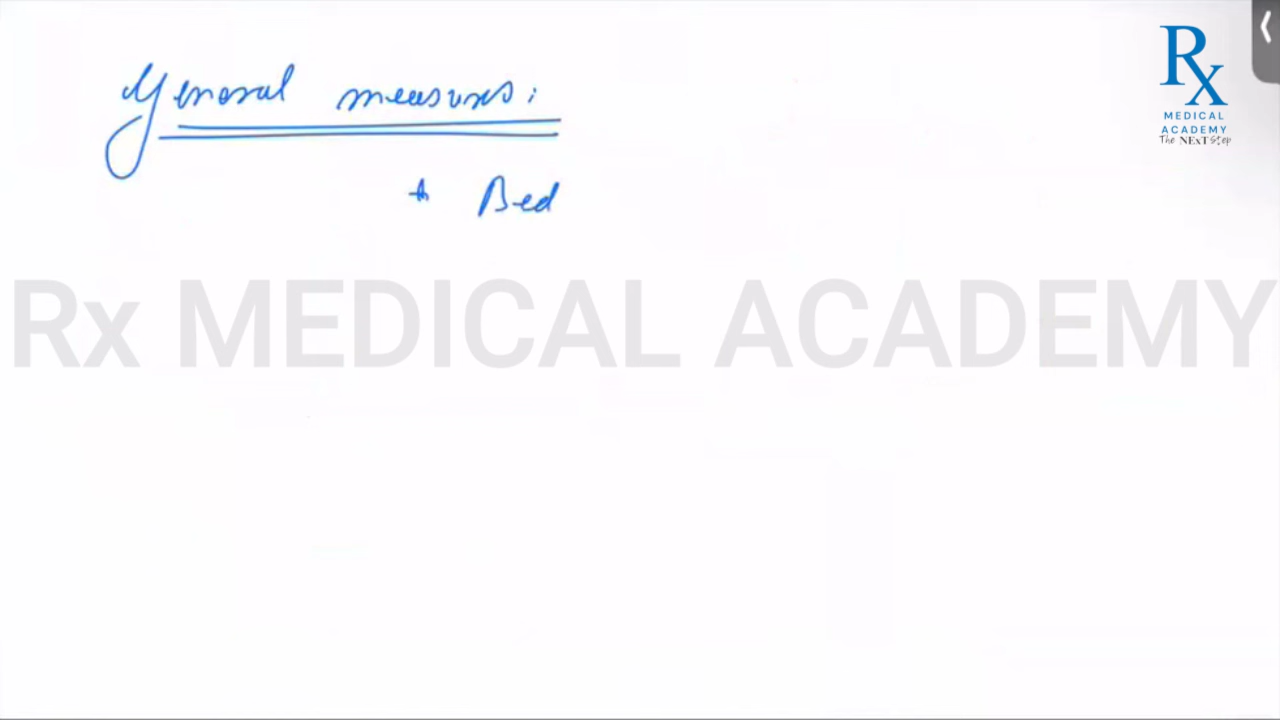 General measures:
+ Bed
Rx
MEDICAL
ACADEMY
The NExT Step
Rx MEDICAL ACADEMY